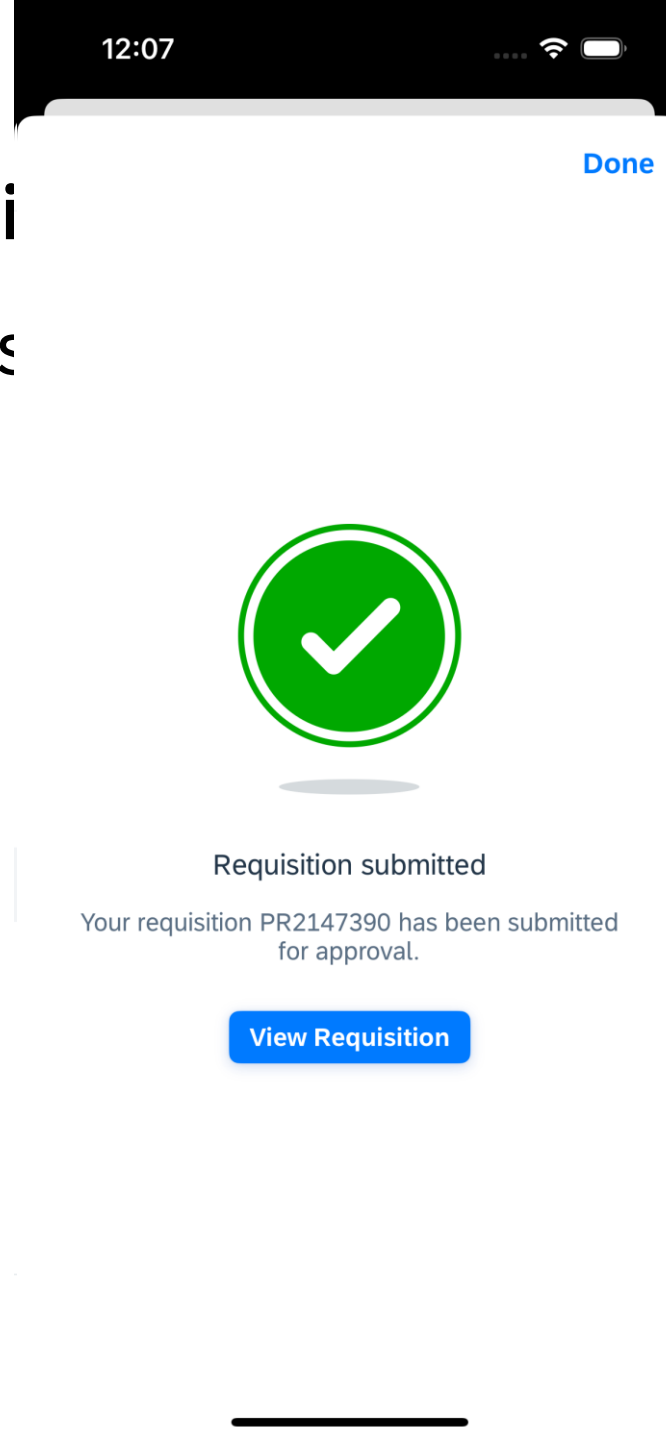 12:07
Done
i
s
Requisition submitted
Your requisition PR2147390 has been submitted
for approval.
View Requisition